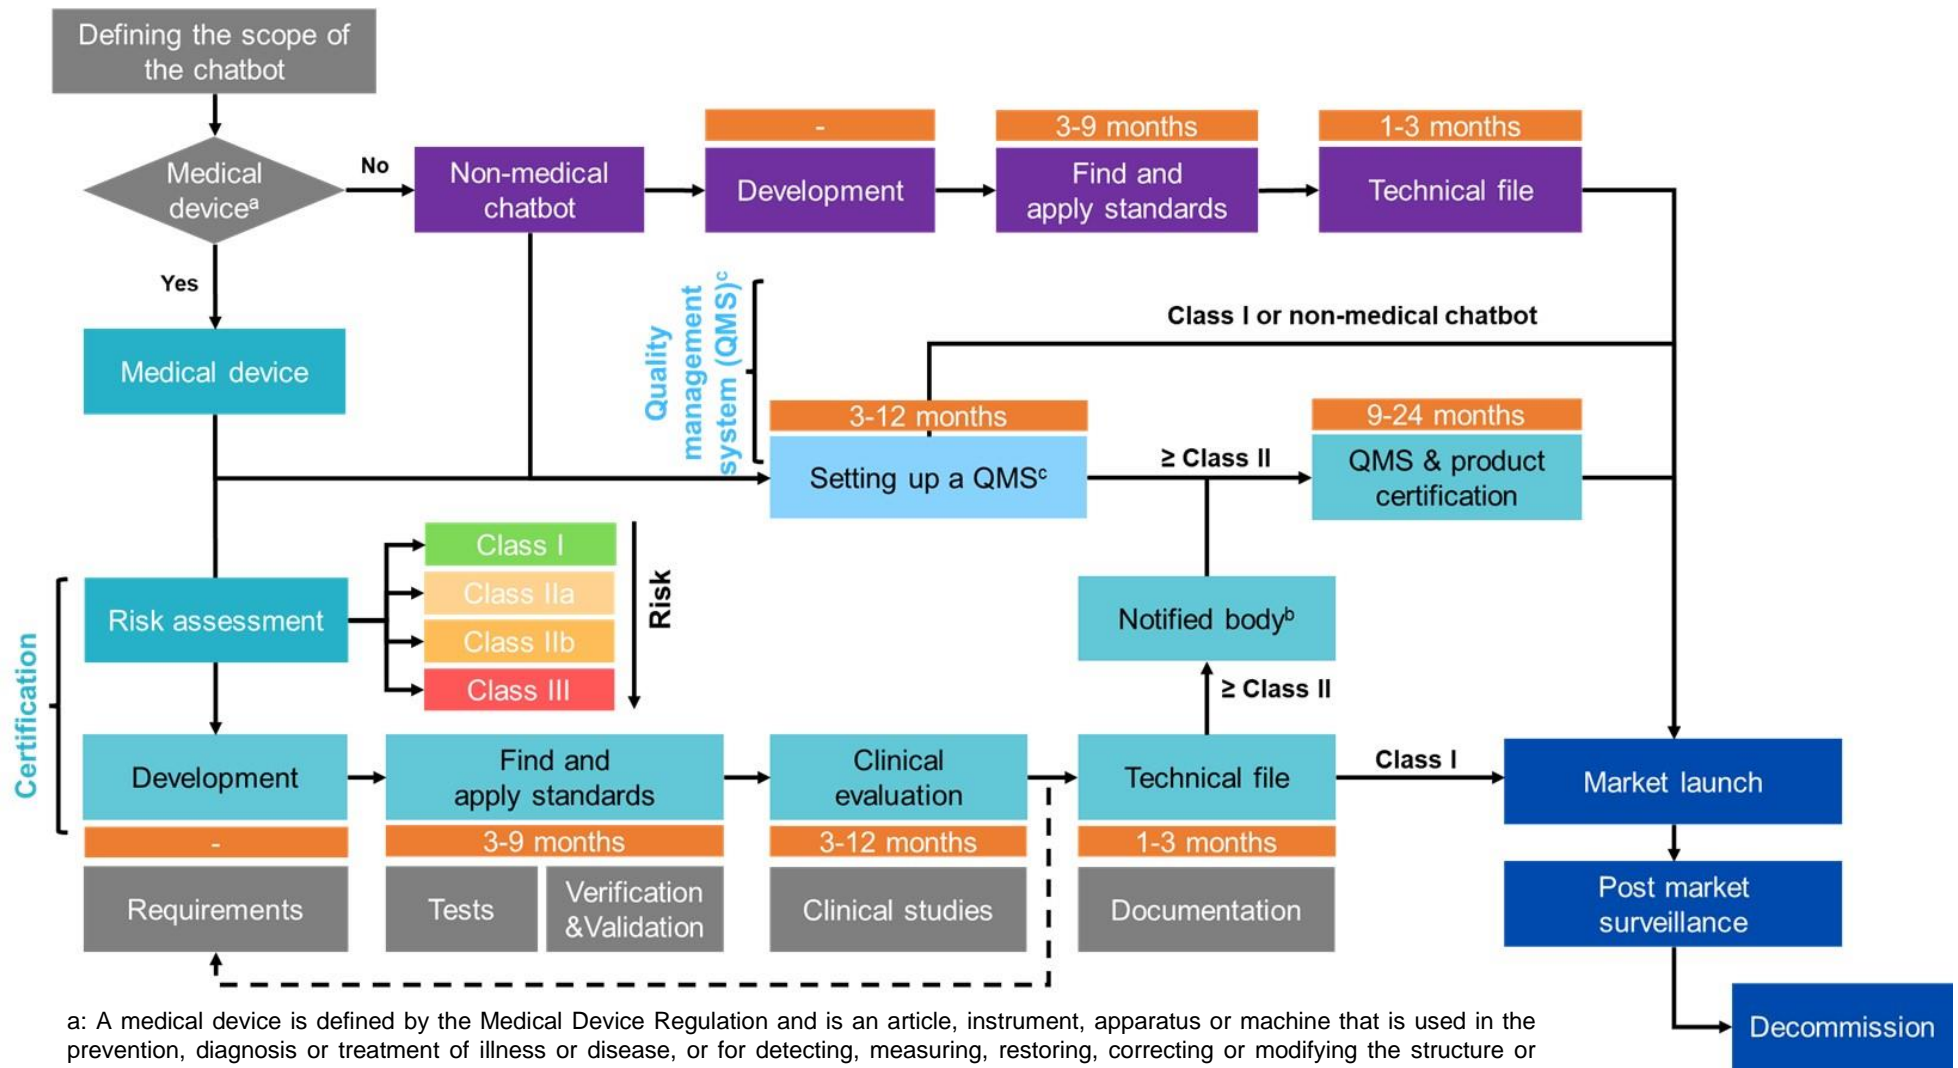 Defining the scope of
the chatbot
Medical
deviceᵃ
No
Yes
Non-medical
chatbot
-
Development
3-9 months
Find and
apply standards
1-3 months
Technical file
Medical device
Quality
management
system (QMS)ᶜ
Class I or non-medical chatbot
3-12 months
Setting up a QMSᶜ
≥ Class II
9-24 months
QMS & product
certification
Certification
Risk assessment
Class I
Class IIa
Class IIb
Class III
Risk
Notified bodyᵇ
≥ Class II
Development
-
Requirements
Find and
apply standards
3-9 months
Tests
Verification
&Validation
Clinical
evaluation
3-12 months
Clinical studies
Technical file
1-3 months
Documentation
Class I
Market launch
Post market
surveillance
Decommission
a: A medical device is defined by the Medical Device Regulation and is an article, instrument, apparatus or machine that is used in the
prevention, diagnosis or treatment of illness or disease, or for detecting, measuring, restoring, correcting or modifying the structure or